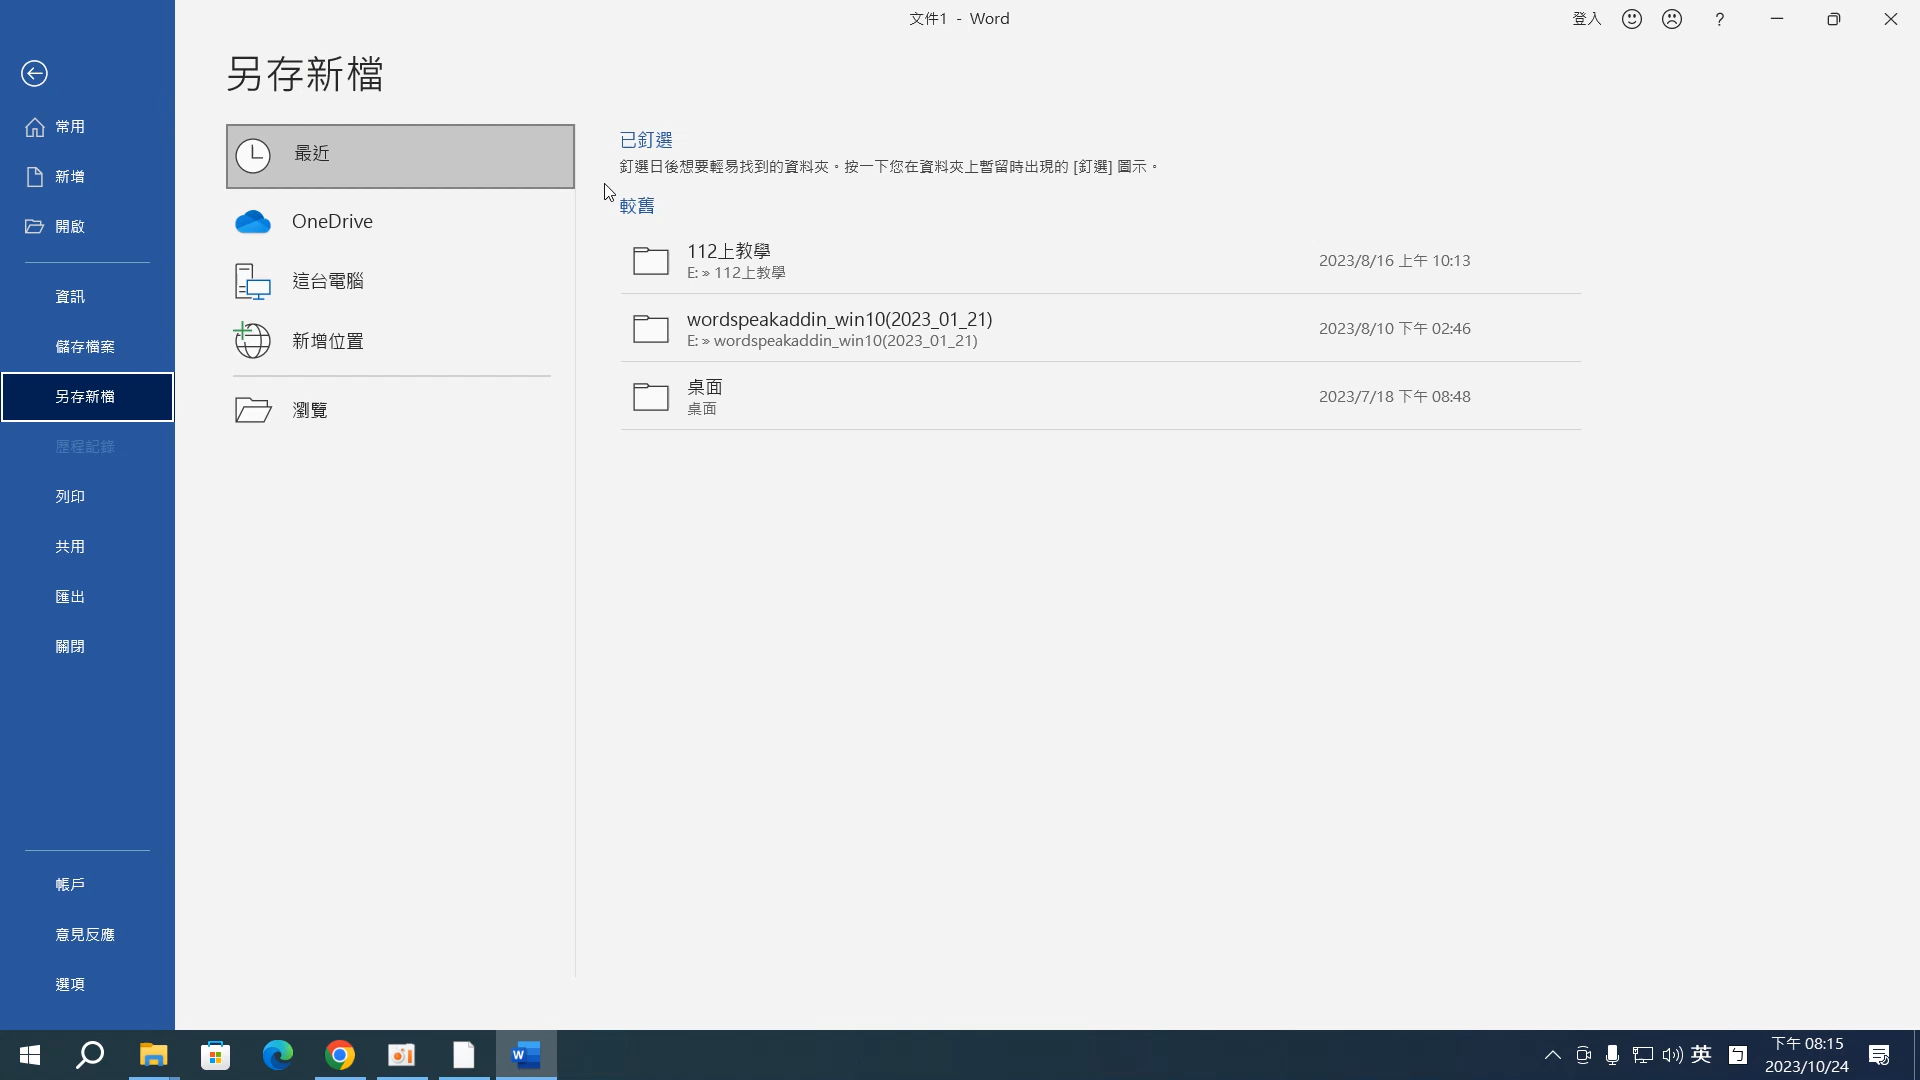 文件1 - Word
登入
?
另存新檔
常用
新增
開啟
資訊
儲存檔案
另存新檔
歷程記錄
列印
共用
匯出
關閉
帳戶
意見反應
選項
最近
OneDrive
這台電腦
新增位置
瀏覽
已釘選
釘選日後想要輕易找到的資料夾。按一下您在資料夾上暫留時出現的 [釘選] 圖示。
較舊
112上教學
E: » 112上教學
2023/8/16 上午 10:13
wordspeakaddin_win10(2023_01_21)
E: » wordspeakaddin_win10(2023_01_21)
2023/8/10 下午 02:46
桌面
桌面
2023/7/18 下午 08:48
W
英
ㄅ
下午 08:15
2023/10/24